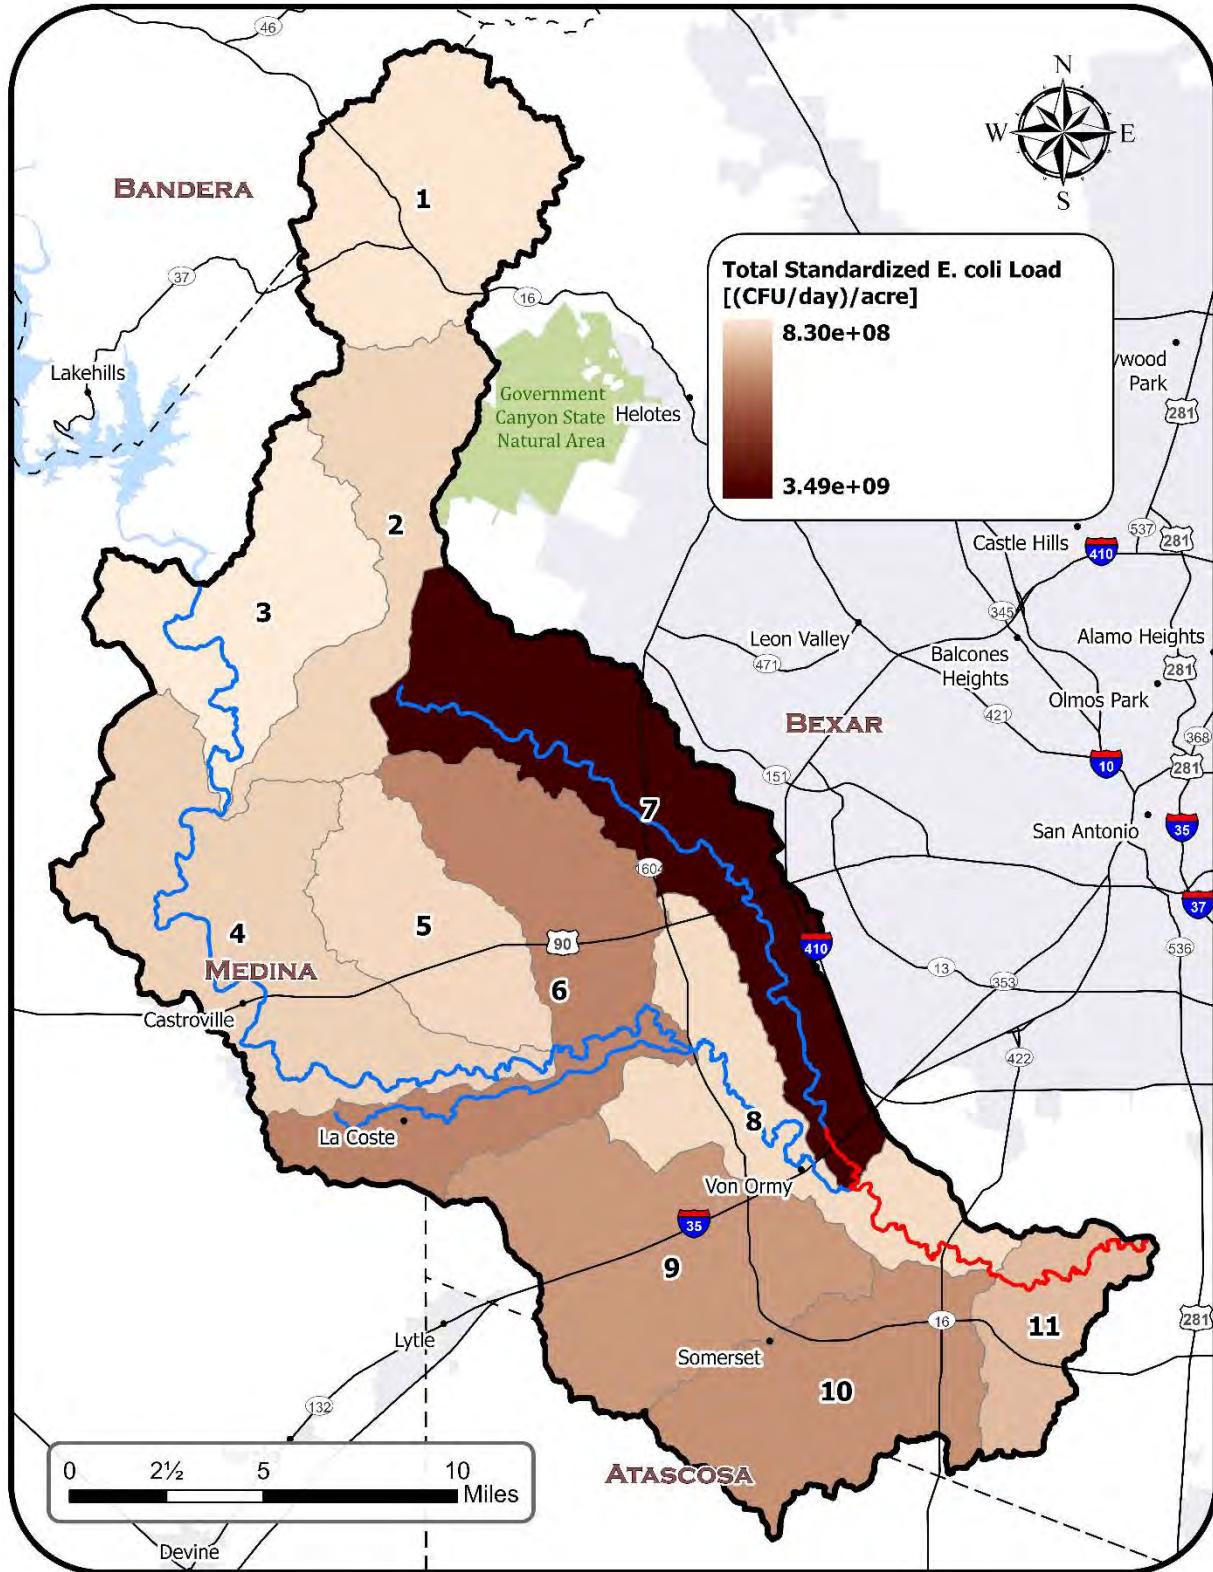 46
N
W
E
S
BANDERA
1
Total Standardized E. coli Load
[(CFU/day)/acre]
8.30e+08
3.49e+09
37
16
Lakehills
Government
Canyon State
Natural Area
Helotes
ywood
Park
281
2
537
281
Castle Hills
410
3
345
Leon Valley
Alamo Heights
471
Balcones
Heights
281
Olmos Park
BEXAR
421
368
10
281
151
7
San Antonio
35
1604
37
5
4
90
410
536
13
MEDINA
353
6
Castroville
422
La Coste
8
Von Ormy
35
9
281
16
11
Lytle
Somerset
10
132
0
2½
5
10
Miles
ATASCOSA
Devine